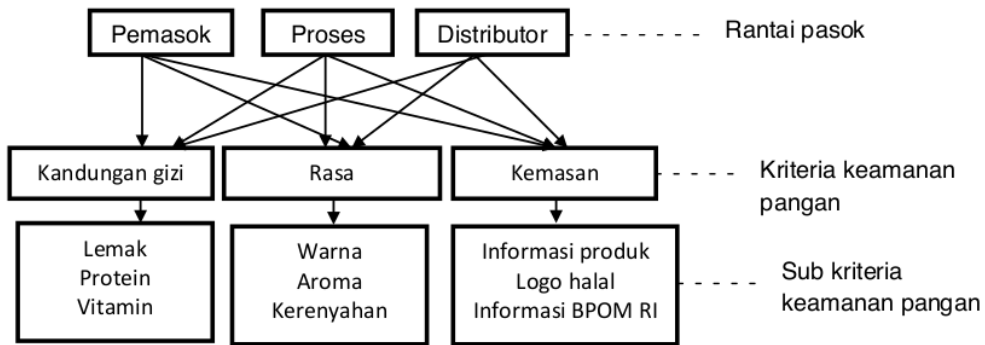 Pemasok
Proses
Distributor
Rantai pasok
Kandungan gizi
Rasa
Kemasan
Kriteria keamanan
pangan
Lemak
Protein
Vitamin
Warna
Aroma
Kerenyahan
Informasi produk
Logo halal
Informasi BPOM RI
Sub kriteria
keamanan pangan